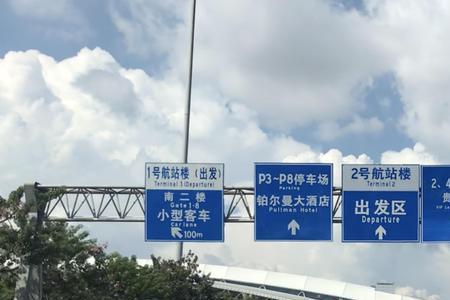 1号航站楼（出发）
Terminal 1 (Departure)
南二楼
Gate1-8
小型客车
Car lane
100m
P3~P8停车场
Parking
铂尔曼大酒店
Pullman Hotel
2号航站楼
Terminal 2
出发区
Departure
2、4